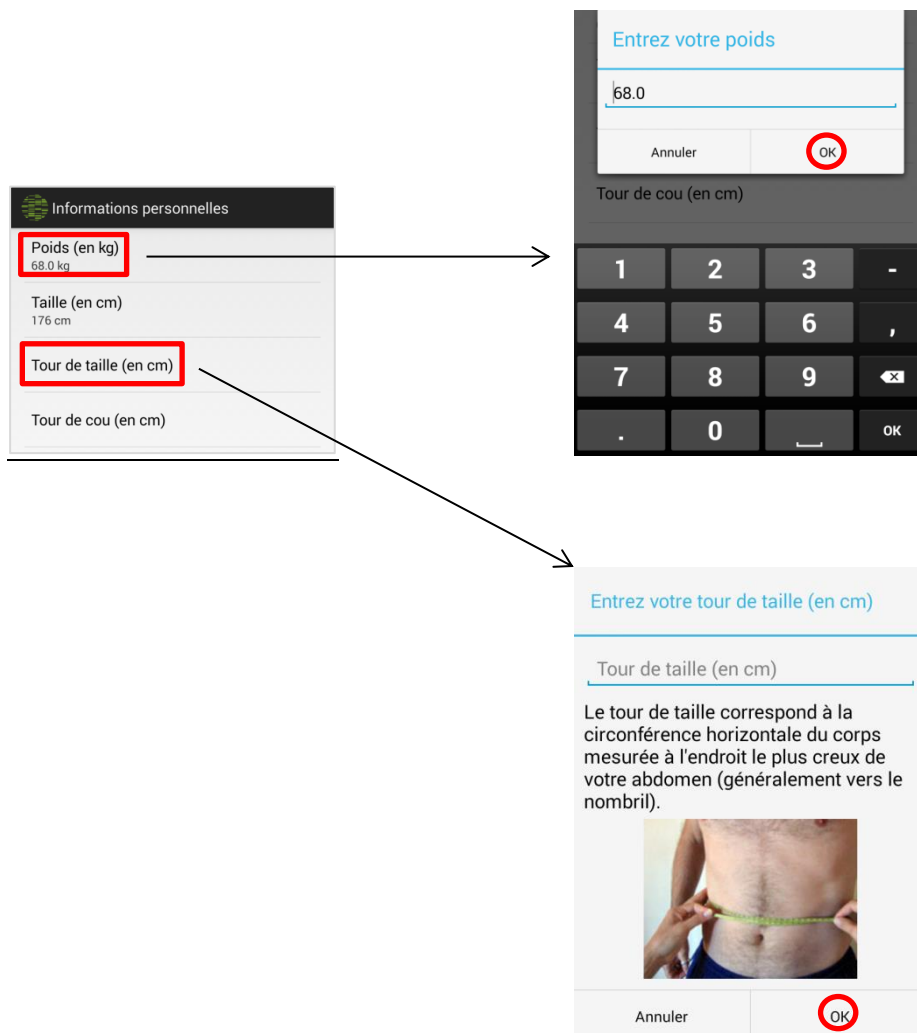 Informations personnelles
Poids (en kg)
68.0 kg
Taille (en cm)
176 cm
Tour de taille (en cm)
Tour de cou (en cm)
Entrez votre poids
68.0
Annuler OK
Tour de cou (en cm)
1 2 3 -
4 5 6 ,
7 8 9
. 0 OK
Entrez votre tour de taille (en cm)
Tour de taille (en cm)
Le tour de taille correspond à la
circonférence horizontale du corps
mesurée à l'endroit le plus creux de
votre abdomen (généralement vers le
nombril).
Annuler OK